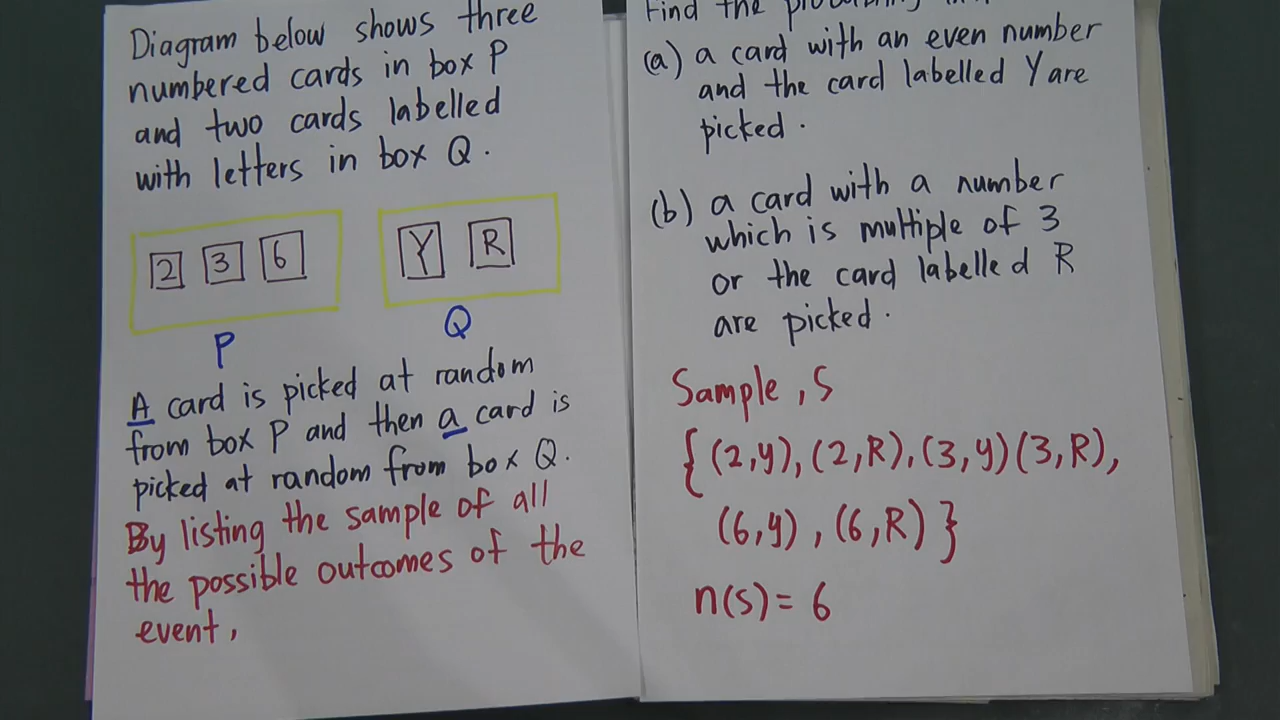 Diagram below shows three
numbered cards in box P
and two cards labelled
with letters in box Q.
2 3 6
Y R
P
Q
A card is picked at random
from box P and then a card is
picked at random from box Q.
By listing the sample of all
the possible outcomes of the
event,
Find the
(a) a card with an even number
and the card labelled Y are
picked.
(b) a card with a number
which is multiple of 3
or the card labelled R
are picked.
Sample, S
{(2,y), (2,R), (3,y)(3,R),
(6,y), (6,R)}
n(S) = 6